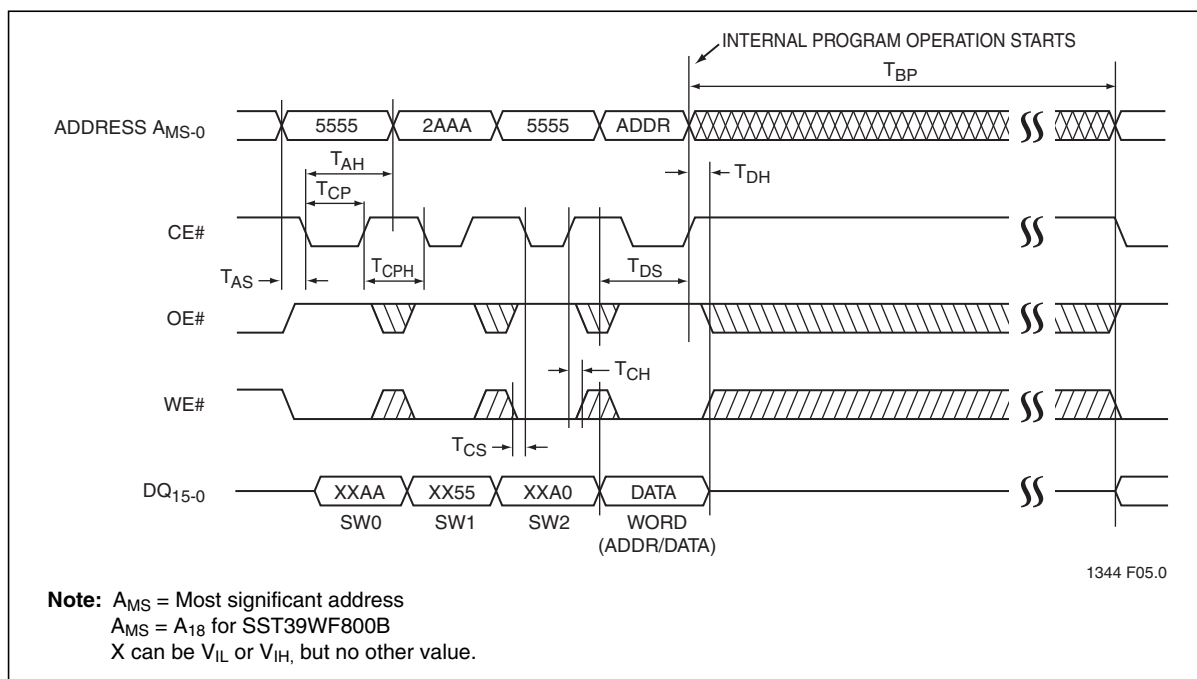 INTERNAL PROGRAM OPERATION STARTS
TBP
ADDRESS AMS-0
5555 2AAA 5555 ADDR
TAH
TDH
TCP
CE#
TAS
TCPH
TDS
OE#
TCH
WE#
TCS
DQ15-0
XXAA XX55 XXA0 DATA
SW0 SW1 SW2 WORD
(ADDR/DATA)
1344 F05.0
Note: AMS = Most significant address
AMS = A18 for SST39WF800B
X can be VIL or VIH, but no other value.